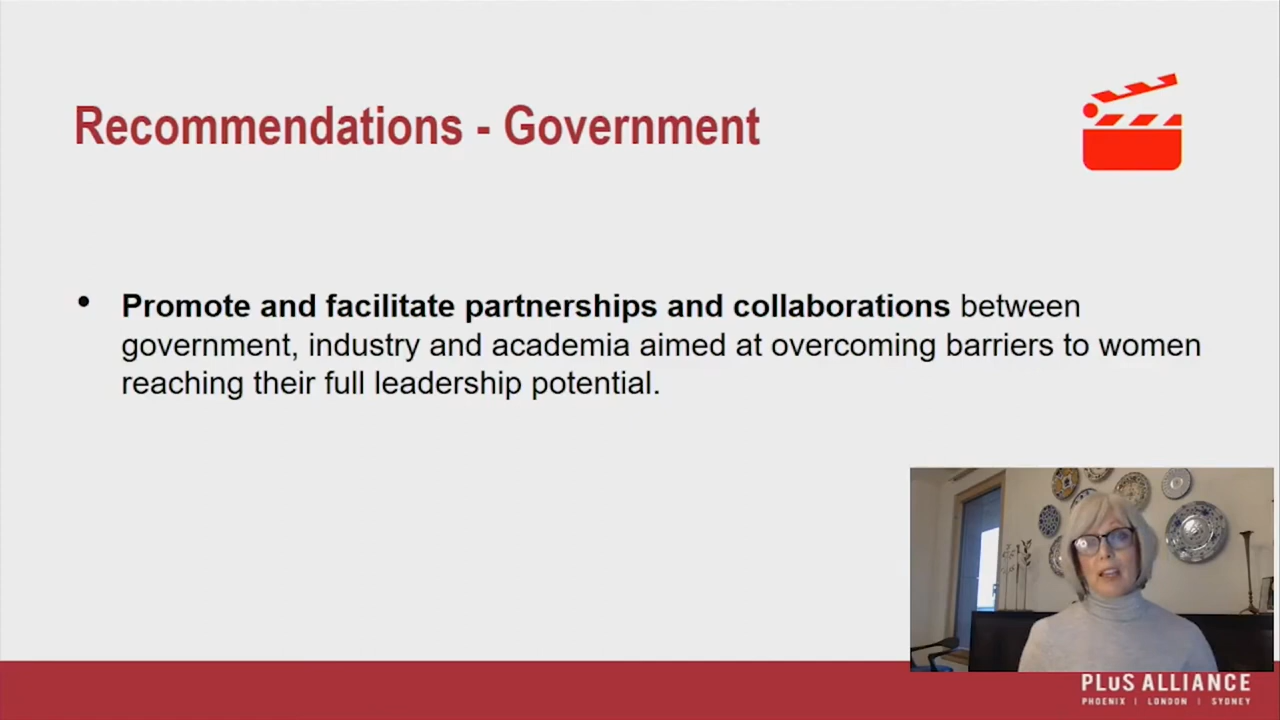 Recommendations - Government
• Promote and facilitate partnerships and collaborations between
government, industry and academia aimed at overcoming barriers to women
reaching their full leadership potential.
PLuS ALLIANCE
PHOENIX | LONDON | SYDNEY